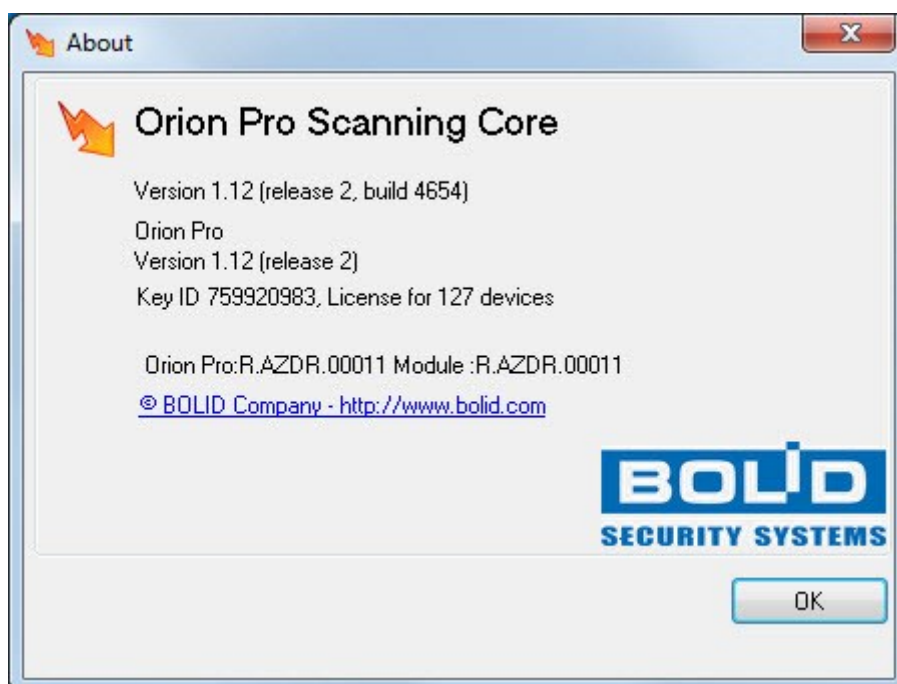 About
Orion Pro Scanning Core
Version 1.12 (release 2, build 4654)
Orion Pro
Version 1.12 (release 2)
Key ID 759920983, License for 127 devices
Orion Pro:R.AZDR.00011 Module :R.AZDR.00011
© BOLID Company - http://www.bolid.com
BOLID
SECURITY SYSTEMS
OK